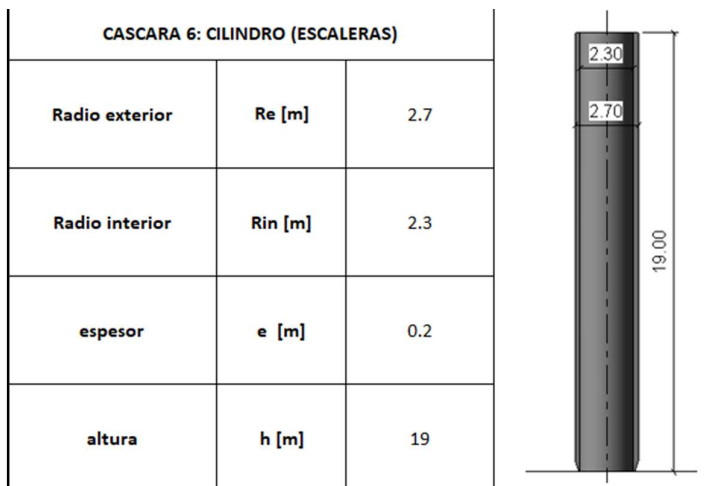 CASCARA 6: CILINDRO (ESCALERAS)
Radio exterior Re [m] 2.7
Radio interior Rin [m] 2.3
espesor e [m] 0.2
altura h [m] 19
2.30
2.70
19.00